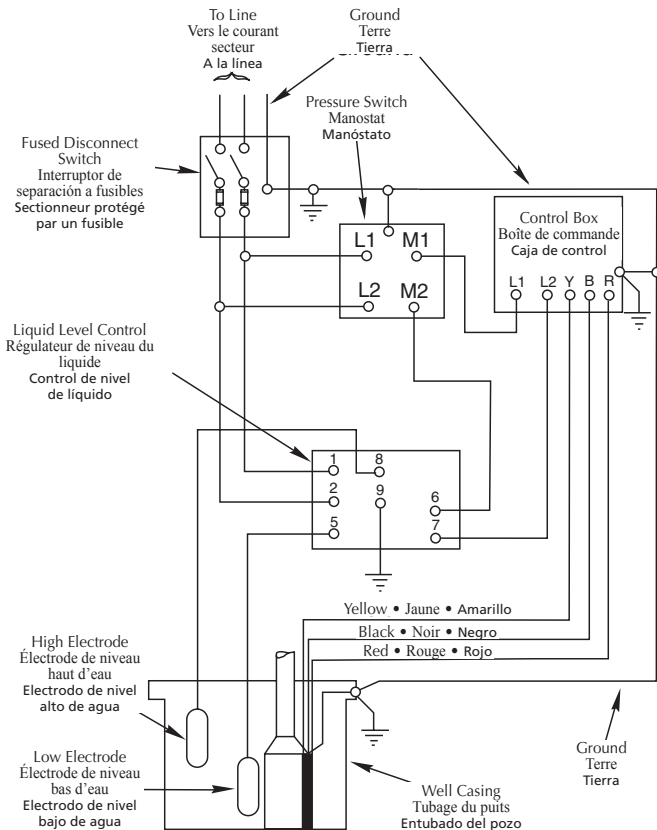 To Line
Vers le courant
secteur
A la línea
Ground
Terre
Tierra
Pressure Switch
Manostat
Manóstato
Fused Disconnect
Switch
Interruptor de
separación a fusibles
Sectionneur protégé
par un fusible
L1 M1
L2 M2
Control Box
Boîte de commande
Caja de control
L1 L2 Y B R
Liquid Level Control
Régulateur de niveau du
liquide
Control de nivel
de líquido
1
8
2
9
6
5
7
Yellow • Jaune • Amarillo
Black • Noir • Negro
Red • Rouge • Rojo
High Electrode
Électrode de niveau
haut d’eau
Electrodo de nivel
alto de agua
Low Electrode
Électrode de niveau
bas d’eau
Electrodo de nivel
bajo de agua
Well Casing
Tubage du puits
Entubado del pozo
Ground
Terre
Tierra